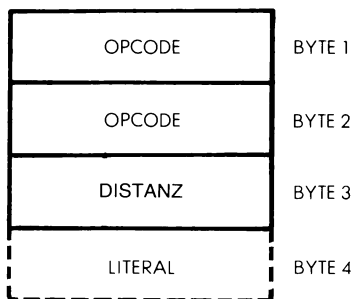 OPCODE BYTE 1
OPCODE BYTE 2
DISTANZ BYTE 3
LITERAL BYTE 4